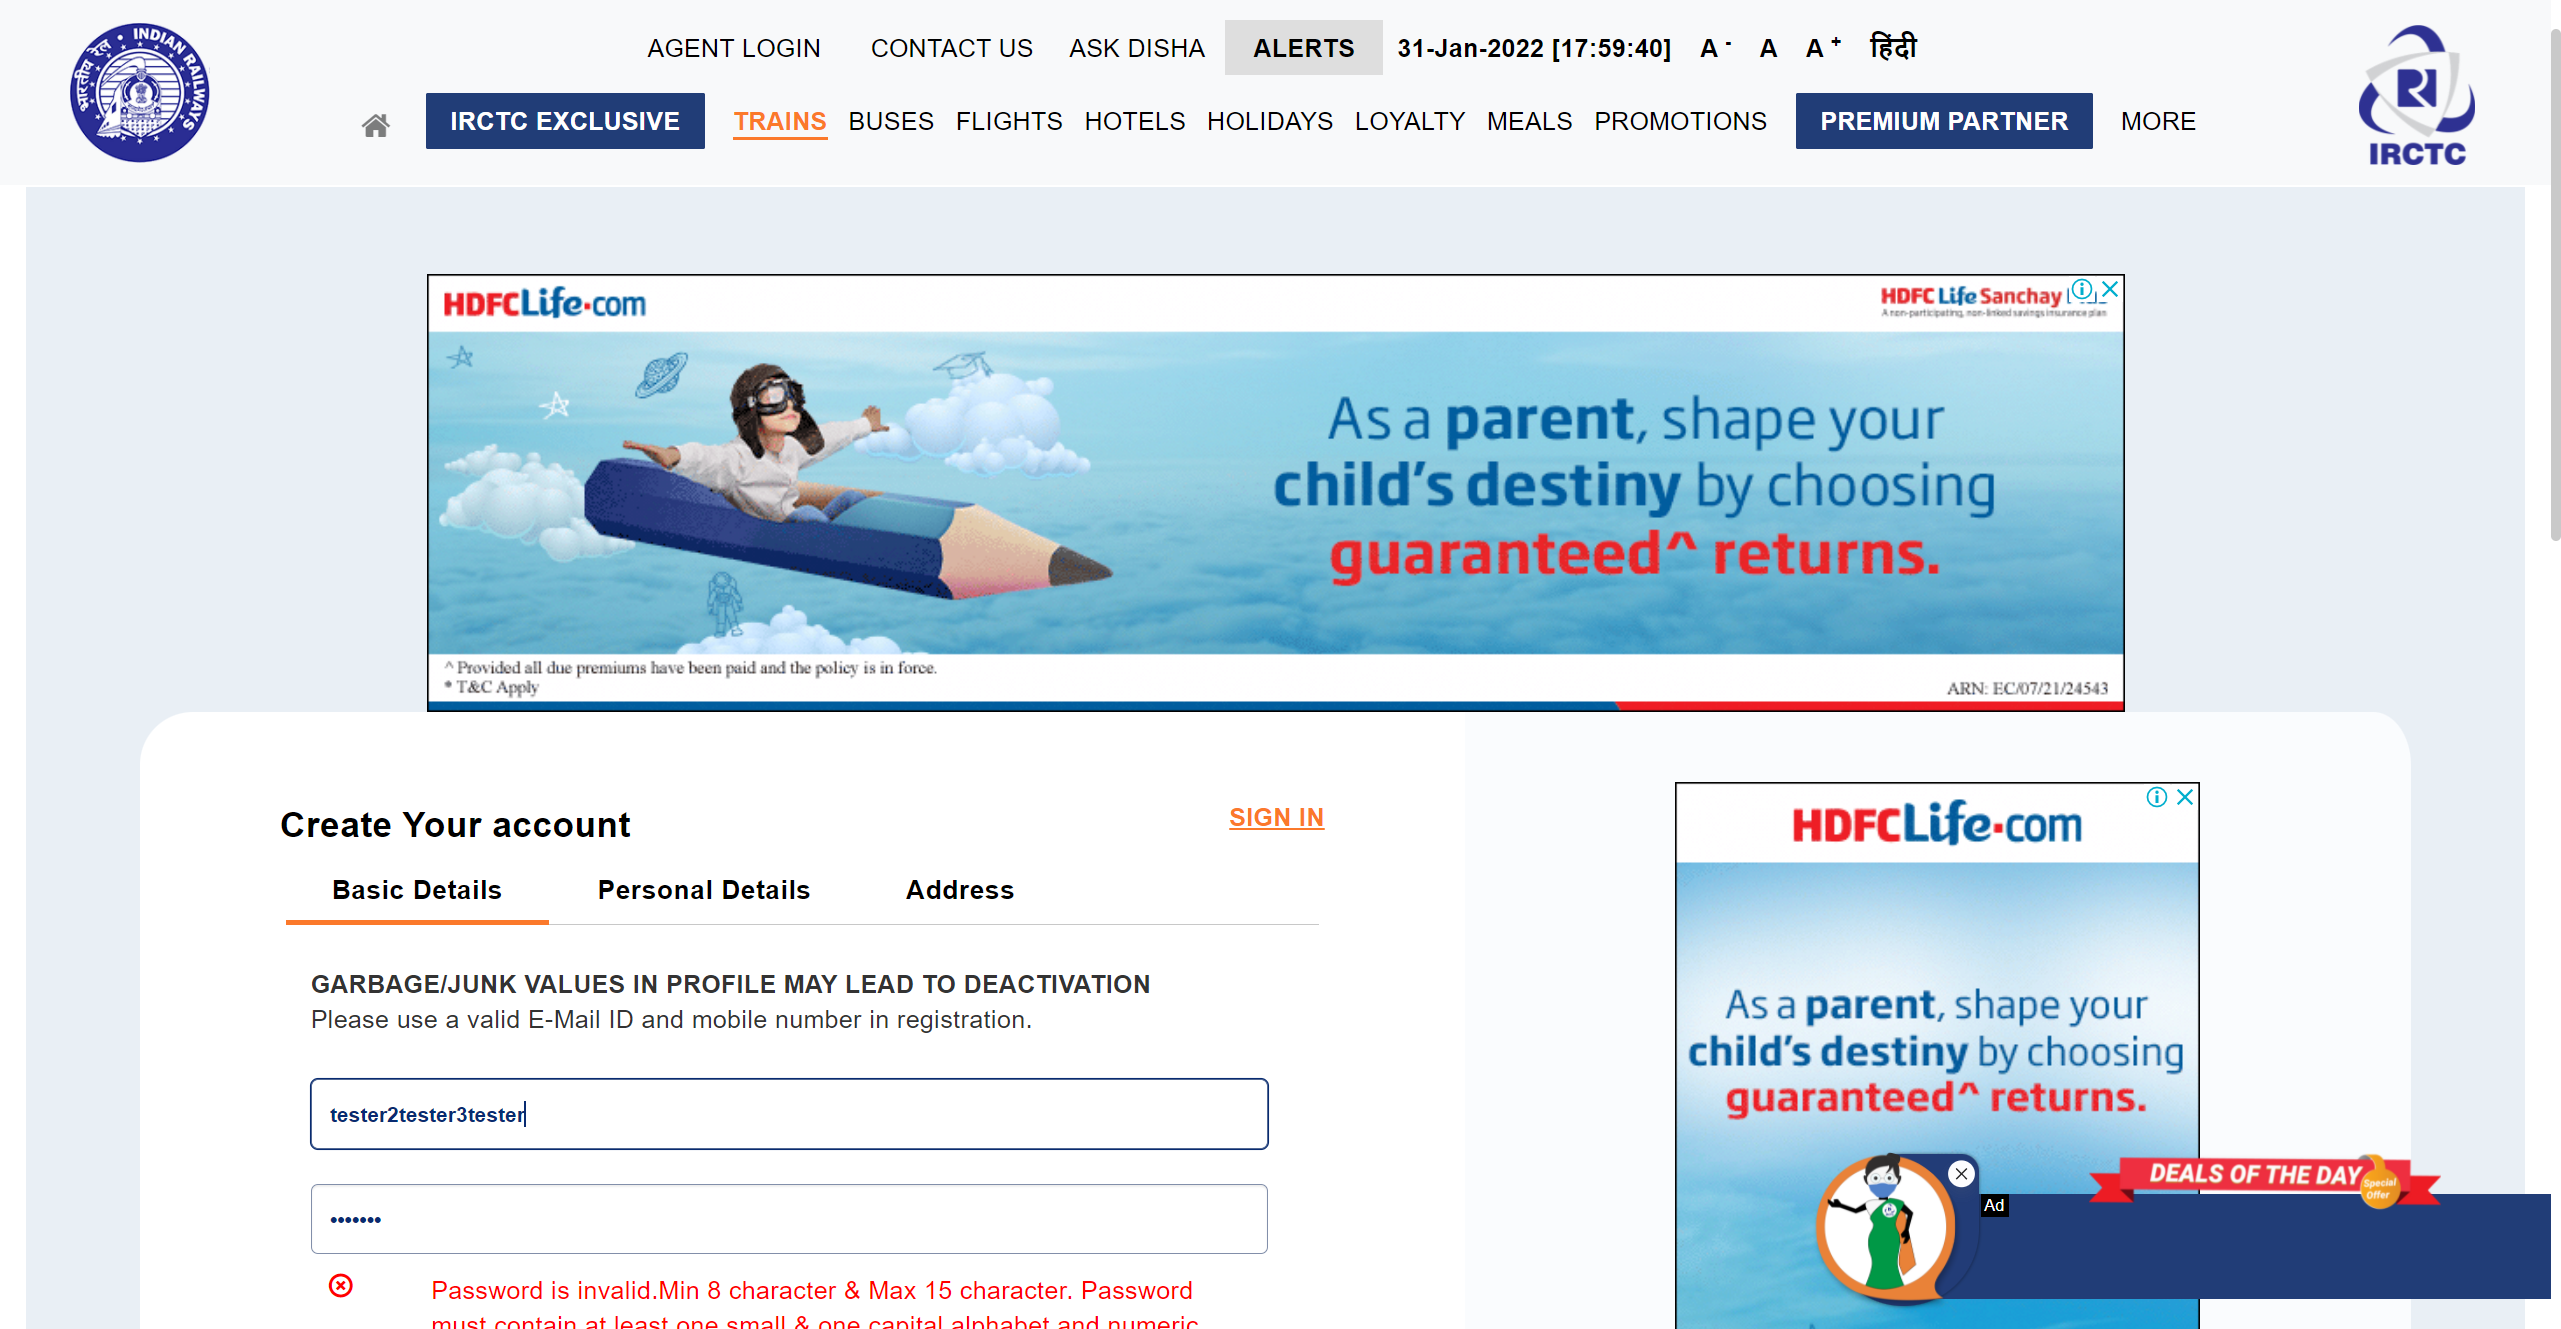 भारतीय रेल • INDIAN RAILWAYS
AGENT LOGIN CONTACT US ASK DISHA ALERTS 31-Jan-2022 [17:59:40] A - A A + हिंदी
IRCTC EXCLUSIVE TRAINS BUSES FLIGHTS HOTELS HOLIDAYS LOYALTY MEALS PROMOTIONS PREMIUM PARTNER MORE
IRCTC
HDFC Life.com
HDFC Life Sanchay
A non-participating, non-linked savings insurance plan
As a parent, shape your
child's destiny by choosing
guaranteed^ returns.
^ Provided all due premiums have been paid and the policy is in force.
* T&C Apply
ARN: EC/07/21/24543
Create Your account
SIGN IN
Basic Details Personal Details Address
GARBAGE/JUNK VALUES IN PROFILE MAY LEAD TO DEACTIVATION
Please use a valid E-Mail ID and mobile number in registration.
tester2tester3tester
•••••••
Password is invalid.Min 8 character & Max 15 character. Password
must contain at least one small & one capital alphabet and numeric
HDFC Life.com
As a parent, shape your
child's destiny by choosing
guaranteed^ returns.
DEALS OF THE DAY
Special
Offer
Ad